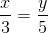 x/3 = y/5